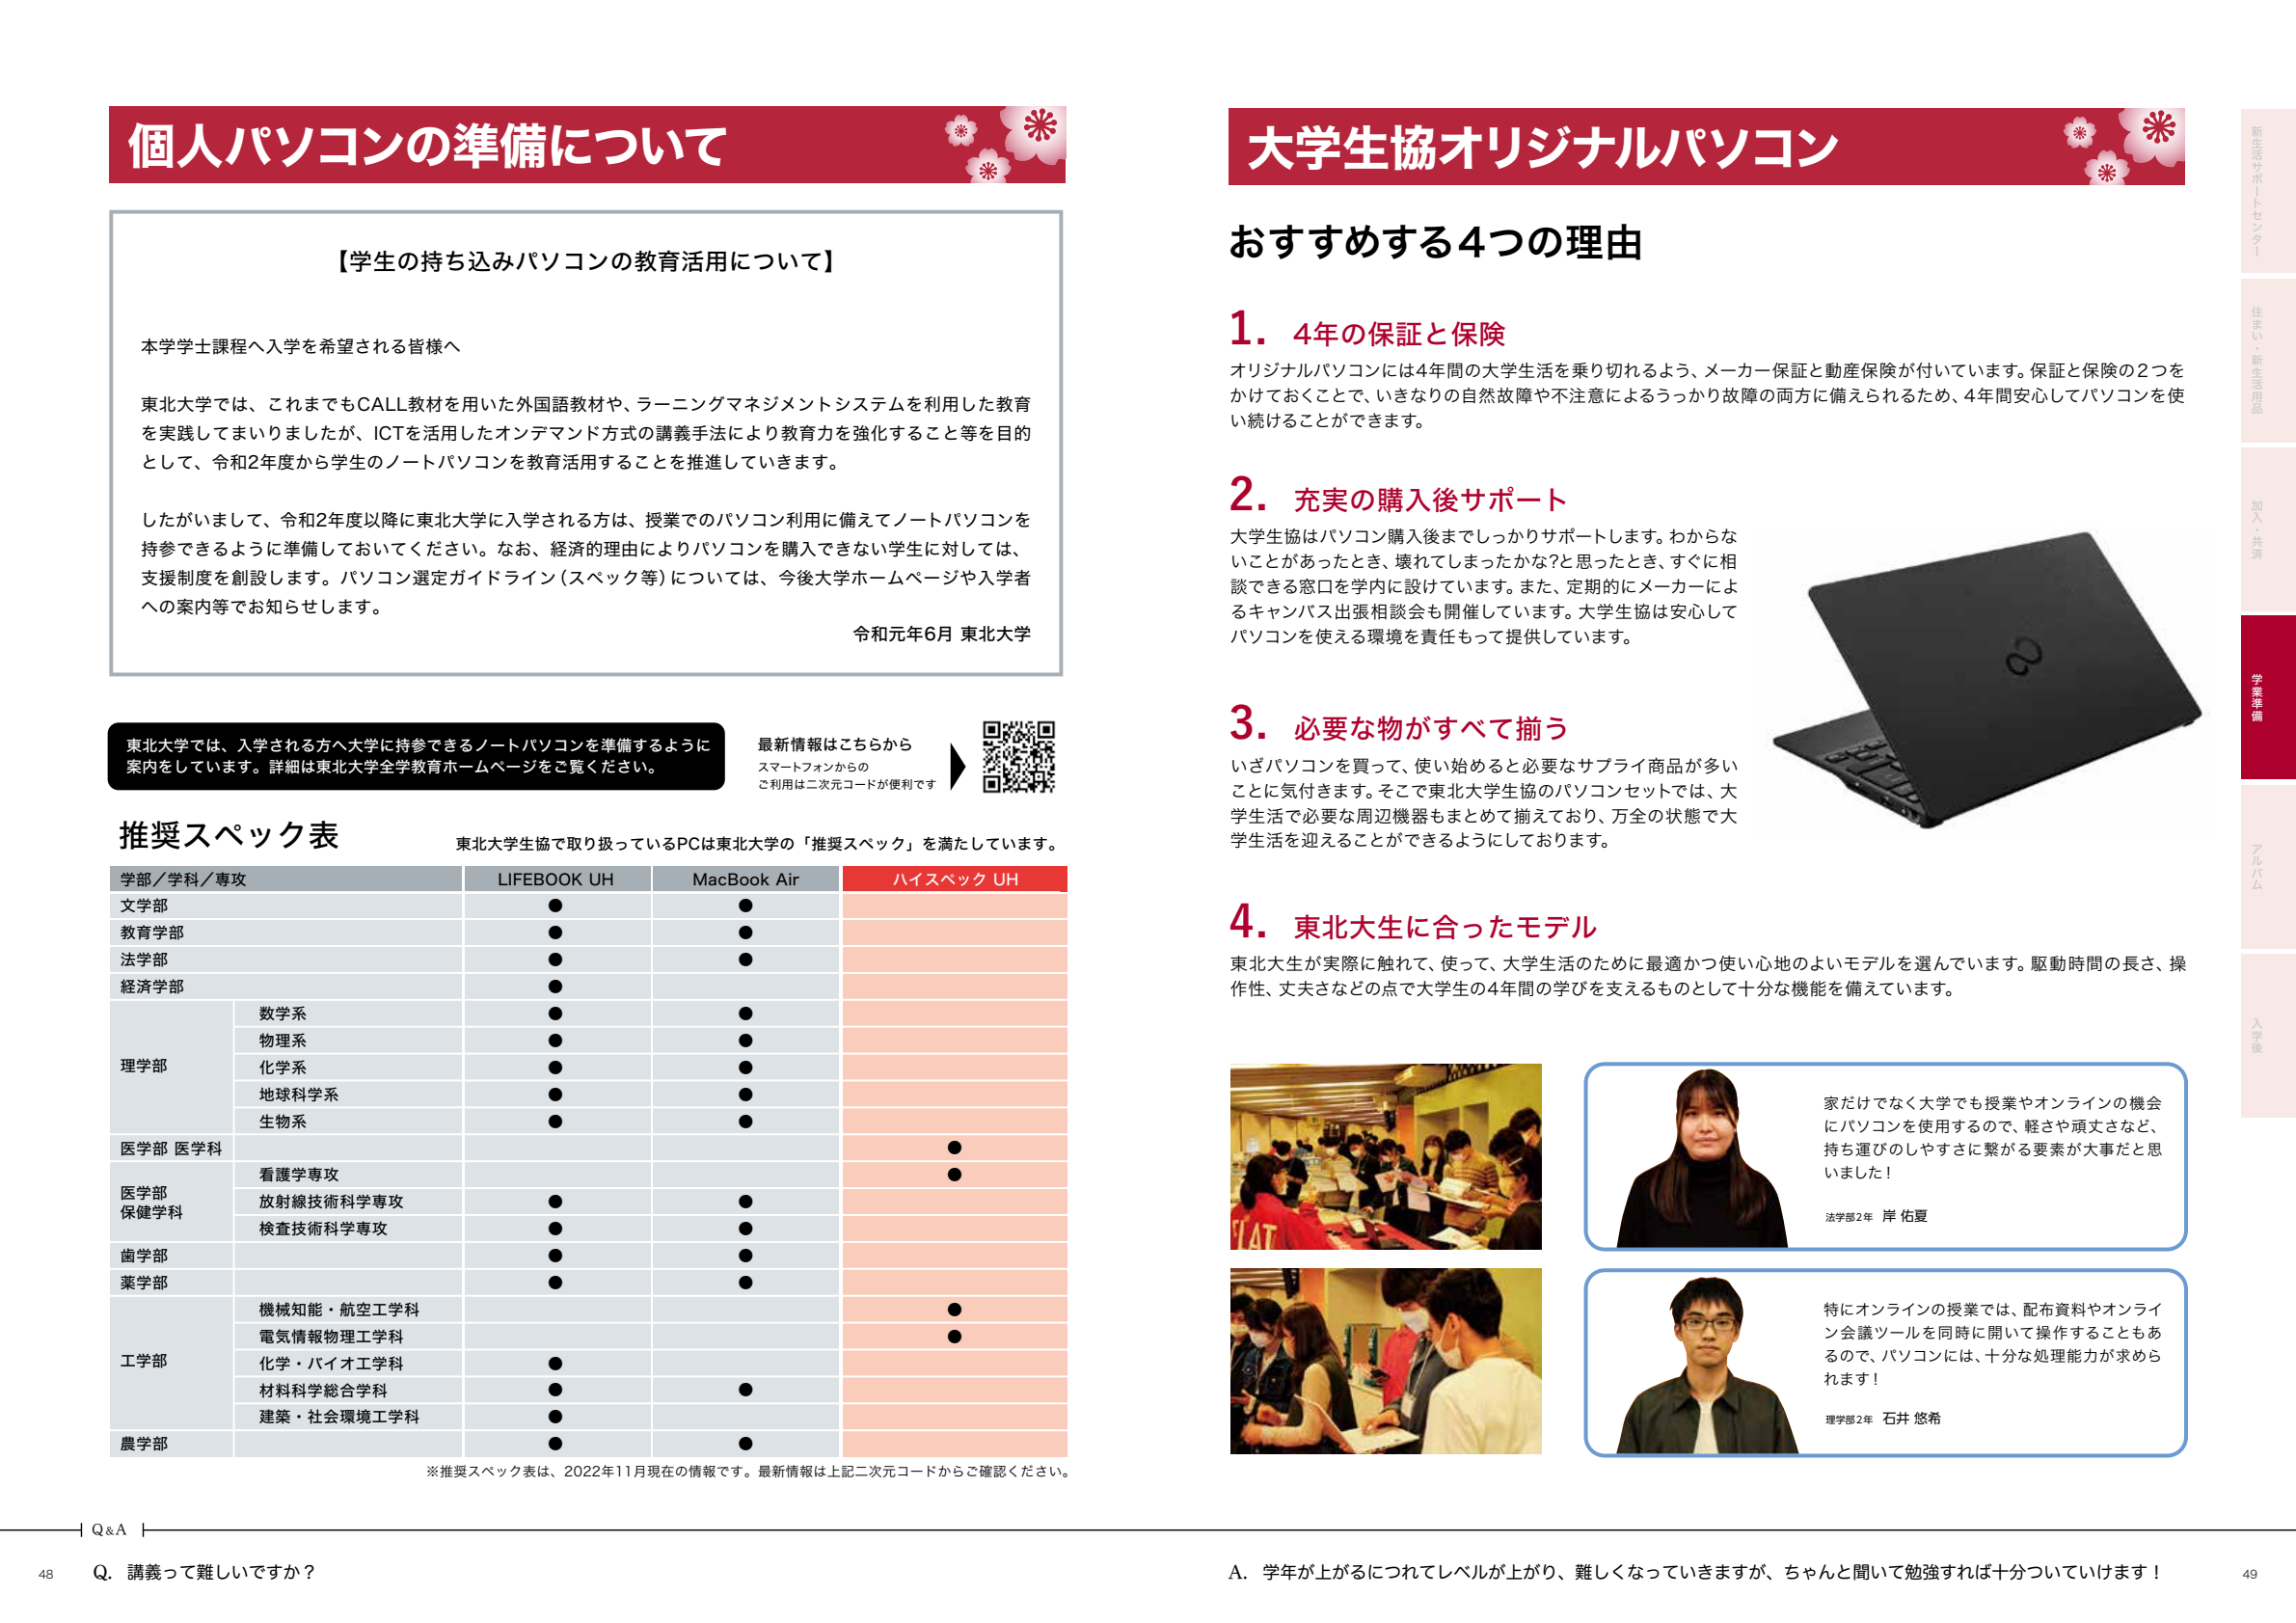 個人パソコンの準備について
【学生の持ち込みパソコンの教育活用について】
本学学士課程へ入学を希望される皆様へ
東北大学では、これまでもCALL教材を用いた外国語教材や、ラーニングマネジメントシステムを利用した教育
を実践してまいりましたが、ICTを活用したオンデマンド方式の講義手法により教育力を強化すること等を目的
として、令和2年度から学生のノートパソコンを教育活用することを推進していきます。
したがいまして、令和2年度以降に東北大学に入学される方は、授業でのパソコン利用に備えてノートパソコンを
持参できるように準備しておいてください。なお、経済的理由によりパソコンを購入できない学生に対しては、
支援制度を創設します。パソコン選定ガイドライン（スペック等）については、今後大学ホームページや入学者
への案内等でお知らせします。
令和元年6月 東北大学
東北大学では、入学される方へ大学に持参できるノートパソコンを準備するように
案内をしています。詳細は東北大学全学教育ホームページをご覧ください。
最新情報はこちらから
スマートフォンからの
ご利用は二次元コードが便利です
推奨スペック表
東北大学生協で取り扱っているPCは東北大学の「推奨スペック」を満たしています。
学部／学科／専攻 LIFEBOOK UH MacBook Air ハイスペック UH
文学部 ● ●
教育学部 ● ●
法学部 ● ●
経済学部 ●
理学部
数学系 ● ●
物理系 ● ●
化学系 ● ●
地球科学系 ● ●
生物系 ● ●
医学部 医学科 ●
医学部
保健学科
看護学専攻 ●
放射線技術科学専攻 ● ●
検査技術科学専攻 ● ●
歯学部 ● ●
薬学部 ● ●
工学部
機械知能・航空工学科 ●
電気情報物理工学科 ●
化学・バイオ工学科 ●
材料科学総合学科 ● ●
建築・社会環境工学科 ●
農学部 ● ●
※推奨スペック表は、2022年11月現在の情報です。最新情報は上記二次元コードからご確認ください。
Q&A
48
Q. 講義って難しいですか？
大学生協オリジナルパソコン
おすすめする4つの理由
1. 4年の保証と保険
オリジナルパソコンには4年間の大学生活を乗り切れるよう、メーカー保証と動産保険が付いています。保証と保険の2つを
かけておくことで、いきなりの自然故障や不注意によるうっかり故障の両方に備えられるため、4年間安心してパソコンを使
い続けることができます。
2. 充実の購入後サポート
大学生協はパソコン購入後までしっかりサポートします。わからな
いことがあったとき、壊れてしまったかな?と思ったとき、すぐに相
談できる窓口を学内に設けています。また、定期的にメーカーによ
るキャンバス出張相談会も開催しています。大学生協は安心して
パソコンを使える環境を責任もって提供しています。
3. 必要な物がすべて揃う
いざパソコンを買って、使い始めると必要なサプライ商品が多い
ことに気付きます。そこで東北大学生協のパソコンセットでは、大
学生活で必要な周辺機器もまとめて揃えており、万全の状態で大
学生活を迎えることができるようにしております。
4. 東北大生に合ったモデル
東北大生が実際に触れて、使って、大学生活のために最適かつ使い心地のよいモデルを選んでいます。駆動時間の長さ、操
作性、丈夫さなどの点で大学生の4年間の学びを支えるものとして十分な機能を備えています。
家だけでなく大学でも授業やオンラインの機会
にパソコンを使用するので、軽さや頑丈さなど、
持ち運びのしやすさに繋がる要素が大事だと思
いました！
法学部2年 岸 佑夏
特にオンラインの授業では、配布資料やオンライ
ン会議ツールを同時に開いて操作することもあ
るので、パソコンには、十分な処理能力が求めら
れます！
理学部2年 石井 悠希
FLAT
A. 学年が上がるにつれてレベルが上がり、難しくなっていきますが、ちゃんと聞いて勉強すれば十分ついていけます！
49
新生活サポートセンター
住まい・新生活用品
加入・共済
学業準備
アルバム
入学後